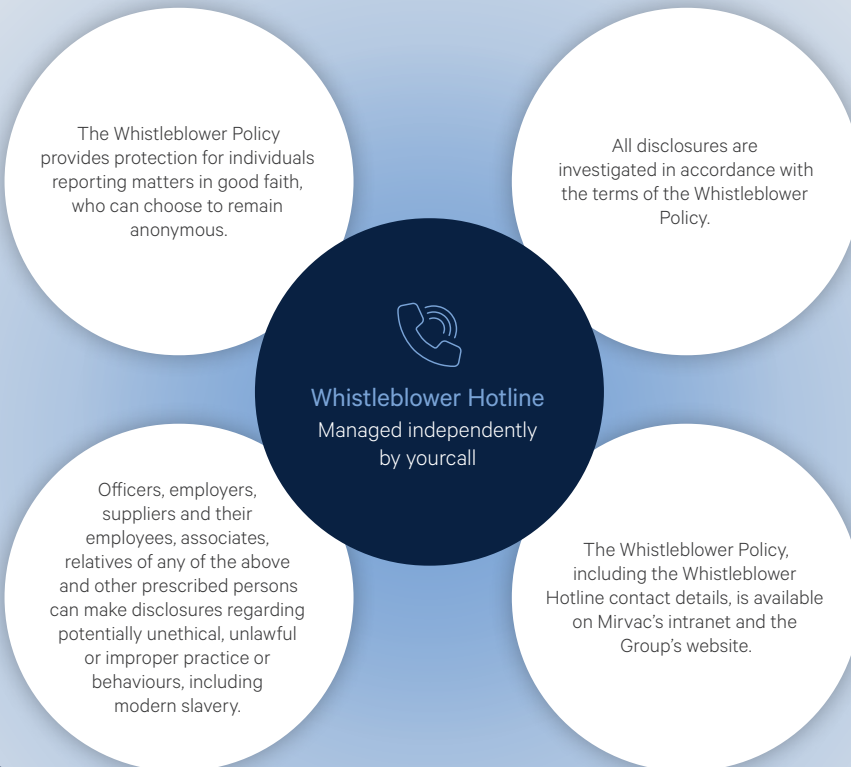 The Whistleblower Policy
provides protection for individuals
reporting matters in good faith,
who can choose to remain
anonymous.
All disclosures are
investigated in accordance with
the terms of the Whistleblower
Policy.
Whistleblower Hotline
Managed independently
by yourcall
Officers, employers,
suppliers and their
employees, associates,
relatives of any of the above
and other prescribed persons
can make disclosures regarding
potentially unethical, unlawful
or improper practice or
behaviours, including
modern slavery.
The Whistleblower Policy,
including the Whistleblower
Hotline contact details, is available
on Mirvac's intranet and the
Group's website.